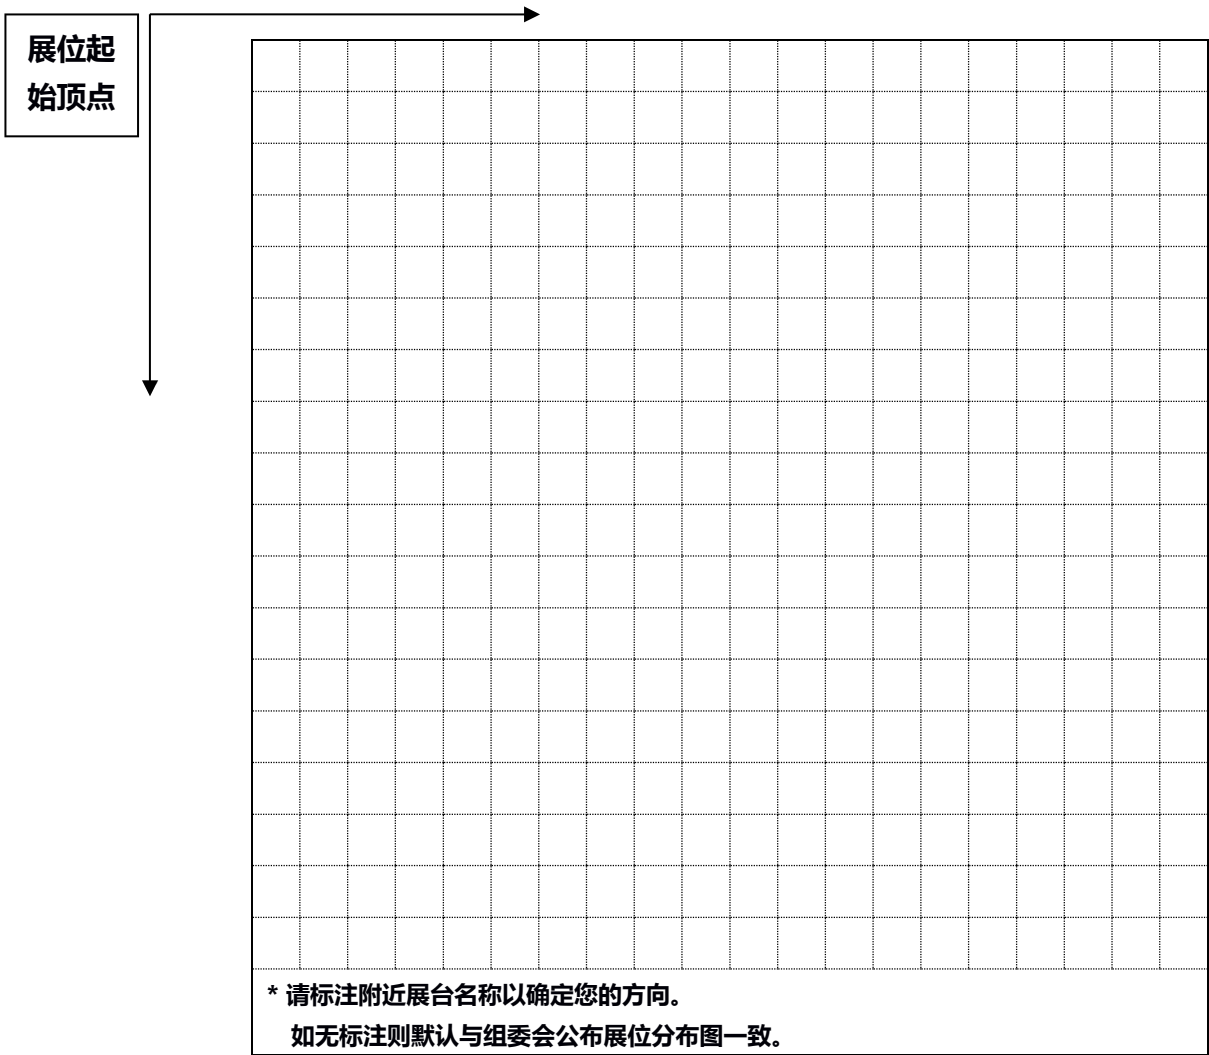 展位起
始顶点
* 请标注附近展台名称以确定您的方向。
如无标注则默认与组委会公布展位分布图一致。